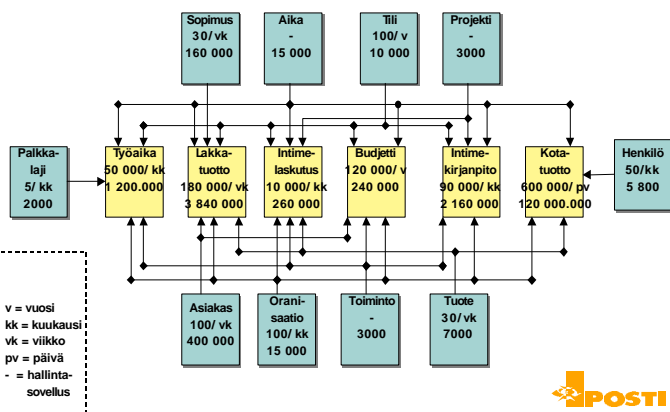 Sopimus
30/vk
160 000
Aika
-
15 000
Tili
100/v
10 000
Projekti
-
3000
Palkka-
laji
5/ kk
2000
Työaika
50 000/ kk
1 200.000
Lakka-
tuotto
180 000/ vk
3 840 000
Intime-
laskutus
10 000/ kk
260 000
Budjetti
120 000/ v
240 000
Intime-
kirjanpito
90 000/ kk
2 160 000
Kota-
tuotto
600 000/ pv
120 000.000
Henkilö
50/kk
5 800
Asiakas
100/ vk
400 000
Orani-
saatio
100/ kk
15 000
Toiminto
-
3000
Tuote
30/ vk
7000
v = vuosi
kk = kuukausi
vk = viikko
pv = päivä
- = hallinta-
sovellus
POSTI